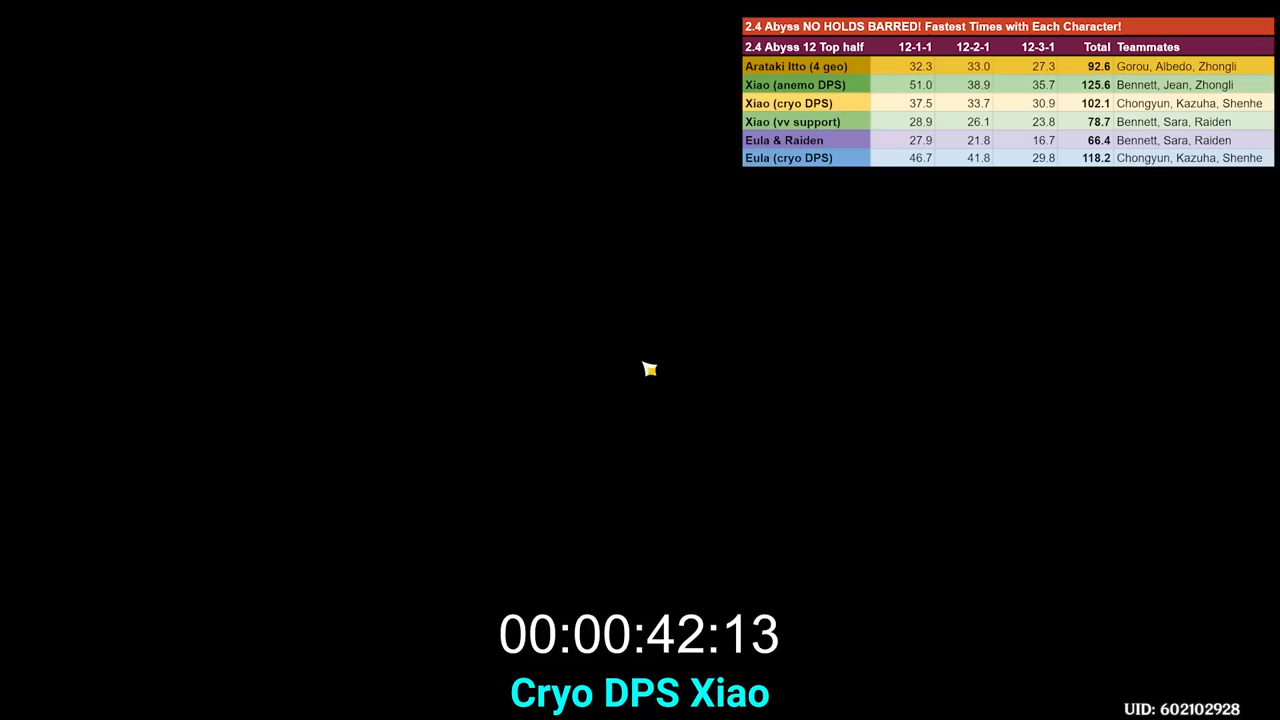 2.4 Abyss NO HOLDS BARRED! Fastest Times with Each Character!
2.4 Abyss 12 Top half 12-1-1 12-2-1 12-3-1 Total Teammates
Arataki Itto (4 geo) 32.3 33.0 27.3 92.6 Gorou, Albedo, Zhongli
Xiao (anemo DPS) 51.0 38.9 35.7 125.6 Bennett, Jean, Zhongli
Xiao (cryo DPS) 37.5 33.7 30.9 102.1 Chongyun, Kazuha, Shenhe
Xiao (vv support) 28.9 26.1 23.8 78.7 Bennett, Sara, Raiden
Eula & Raiden 27.9 21.8 16.7 66.4 Bennett, Sara, Raiden
Eula (cryo DPS) 46.7 41.8 29.8 118.2 Chongyun, Kazuha, Shenhe
00:00:42:13
Cryo DPS Xiao
UID: 602102928